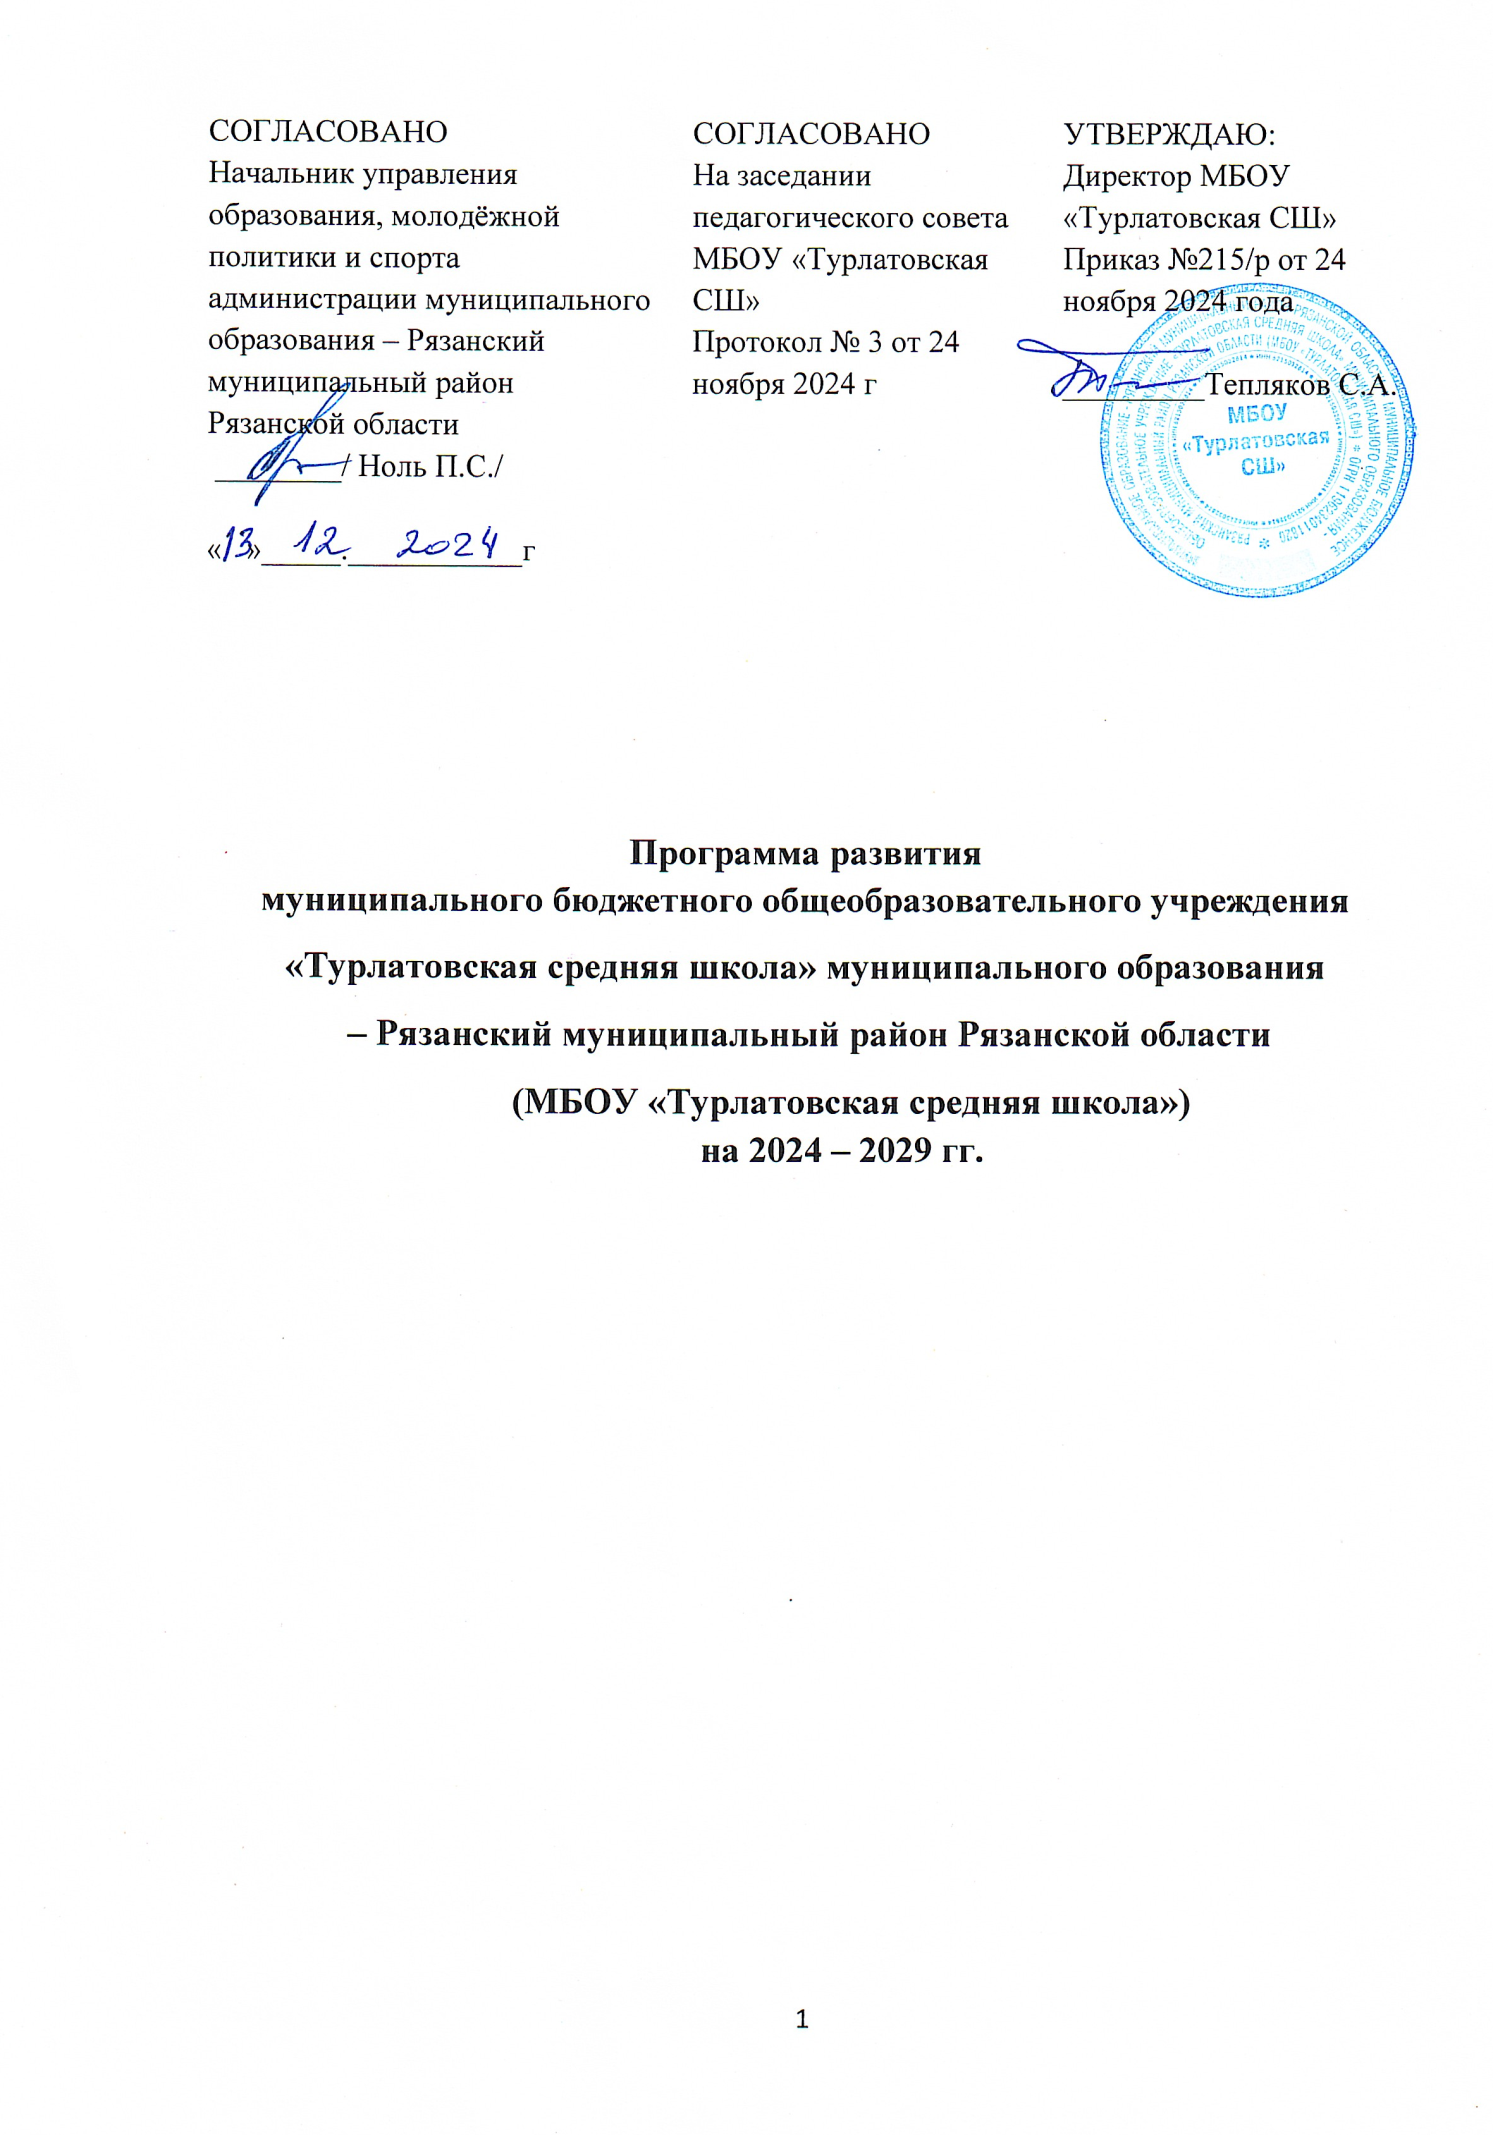 СОГЛАСОВАНО
Начальник управления
образования, молодёжной
политики и спорта
администрации муниципального
образования – Рязанский
муниципальный район
Рязанской области
_________/ Ноль П.С./
«13» 12. 2024 г
СОГЛАСОВАНО
На заседании
педагогического совета
МБОУ «Турлатовская
СШ»
Протокол № 3 от 24
ноября 2024 г
УТВЕРЖДАЮ:
Директор МБОУ
«Турлатовская СШ»
Приказ №215/р от 24
ноября 2024 года
_________Тепляков С.А.
МБОУ
«Турлатовская
СШ»
Программа развития
муниципального бюджетного общеобразовательного учреждения
«Турлатовская средняя школа» муниципального образования
– Рязанский муниципальный район Рязанской области
(МБОУ «Турлатовская средняя школа»)
на 2024 – 2029 гг.
1